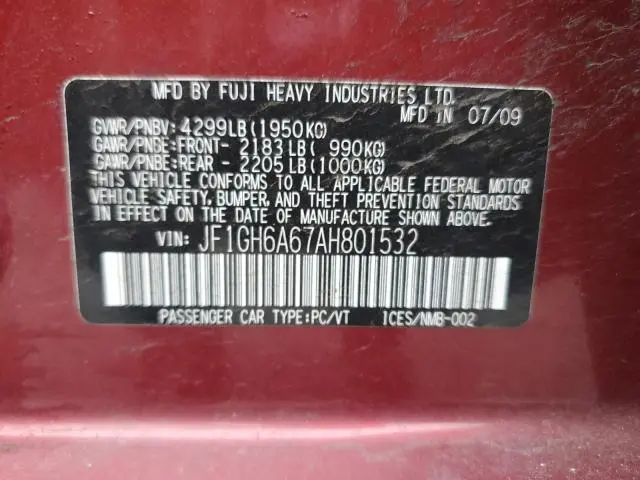 MFD BY FUJI HEAVY INDUSTRIES LTD.
MFD IN 07/09
GVWR/PNBV: 4299LB(1950KG)
GAWR/PNBE:FRONT- 2183LB( 990KG)
GAWR/PNBE:REAR - 2205LB(1000KG)
THIS VEHICLE CONFORMS TO ALL APPLICABLE FEDERAL MOTOR
VEHICLE SAFETY, BUMPER, AND THEFT PREVENTION STANDARDS
IN EFFECT ON THE DATE OF MANUFACTURE SHOWN ABOVE.
VIN: JF1GH6A67AH801532
PASSENGER CAR TYPE:PC/VT ICES/NMB-002